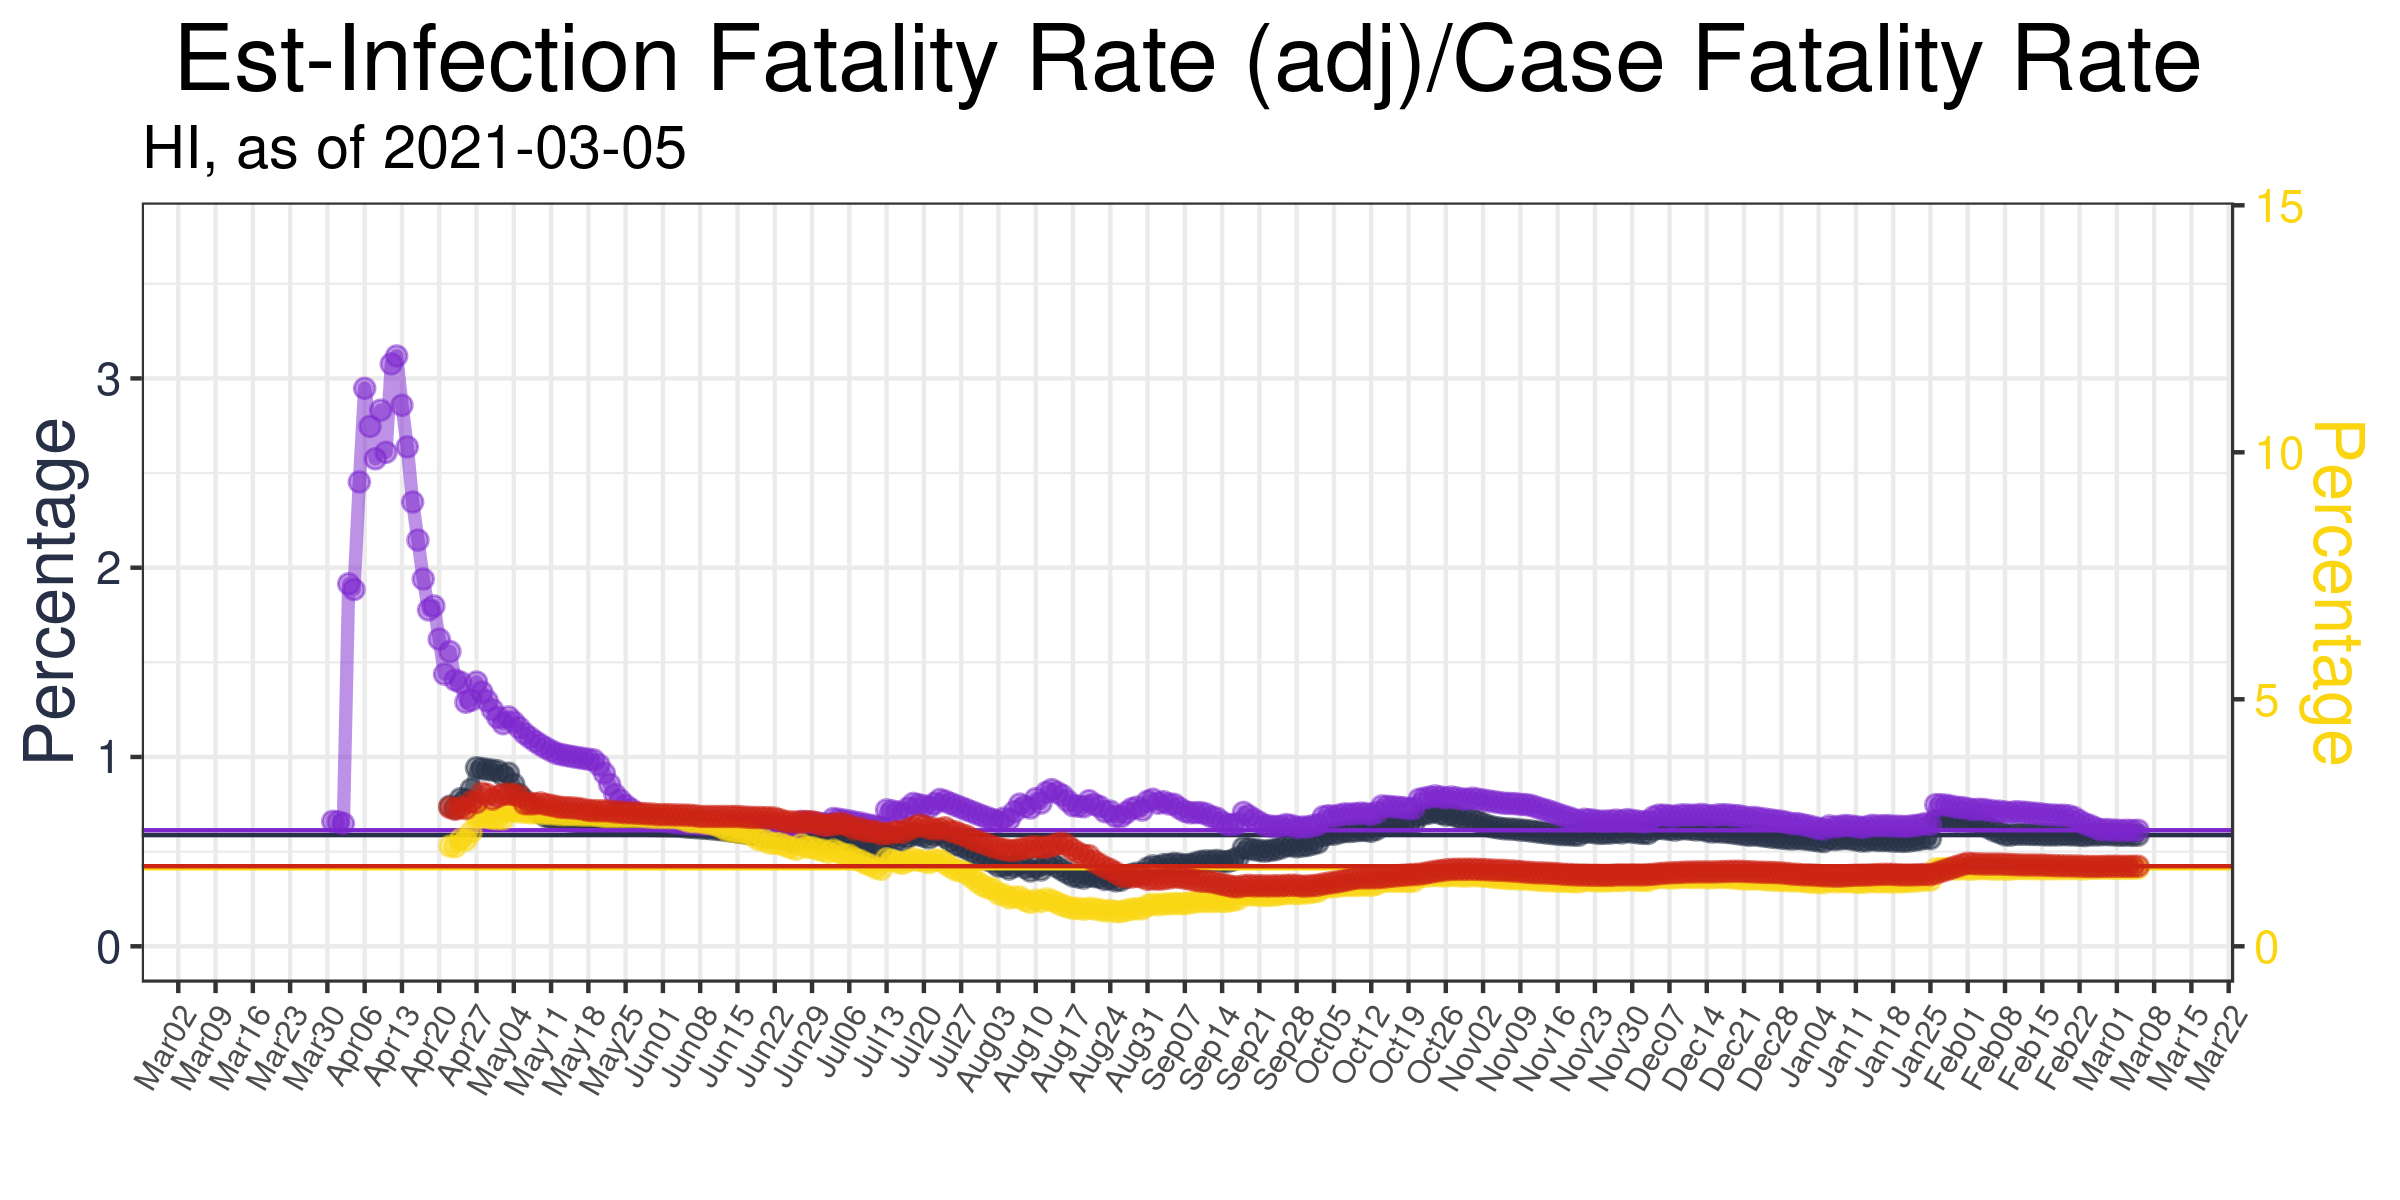 Est-Infection Fatality Rate (adj)/Case Fatality Rate
HI, as of 2021-03-05
Percentage
3
2
1
0
15
10
5
0
Percentage
Mar02
Mar09
Mar16
Mar23
Mar30
Apr06
Apr13
Apr20
Apr27
May04
May11
May18
May25
Jun01
Jun08
Jun15
Jun22
Jun29
Jul06
Jul13
Jul20
Jul27
Aug03
Aug10
Aug17
Aug24
Aug31
Sep07
Sep14
Sep21
Sep28
Oct05
Oct12
Oct19
Oct26
Nov02
Nov09
Nov16
Nov23
Nov30
Dec07
Dec14
Dec21
Dec28
Jan04
Jan11
Jan18
Jan25
Feb01
Feb08
Feb15
Feb22
Mar01
Mar08
Mar15
Mar22